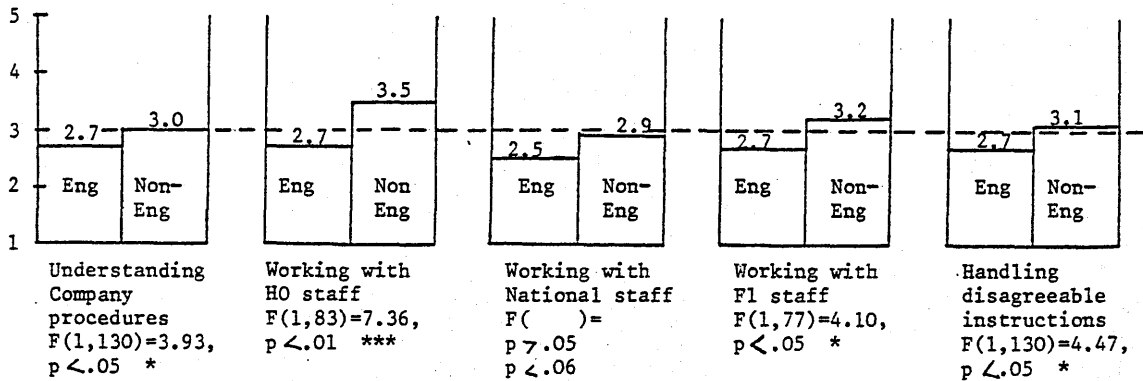 5
4
3
2
1
2.7
3.0
Eng
Non-
Eng
Understanding
Company
procedures
F(1,130)=3.93,
p <.05 *
2.7
3.5
Eng
Non
Eng
Working with
HO staff
F(1,83)=7.36,
p <.01 ***
2.5
2.9
Eng
Non-
Eng
Working with
National staff
F( )=
p >.05
p <.06
2.7
3.2
Eng
Non-
Eng
Working with
Fl staff
F(1,77)=4.10,
p <.05 *
2.7
3.1
Eng
Non-
Eng
Handling
disagreeable
instructions
F(1,130)=4.47,
p <.05 *